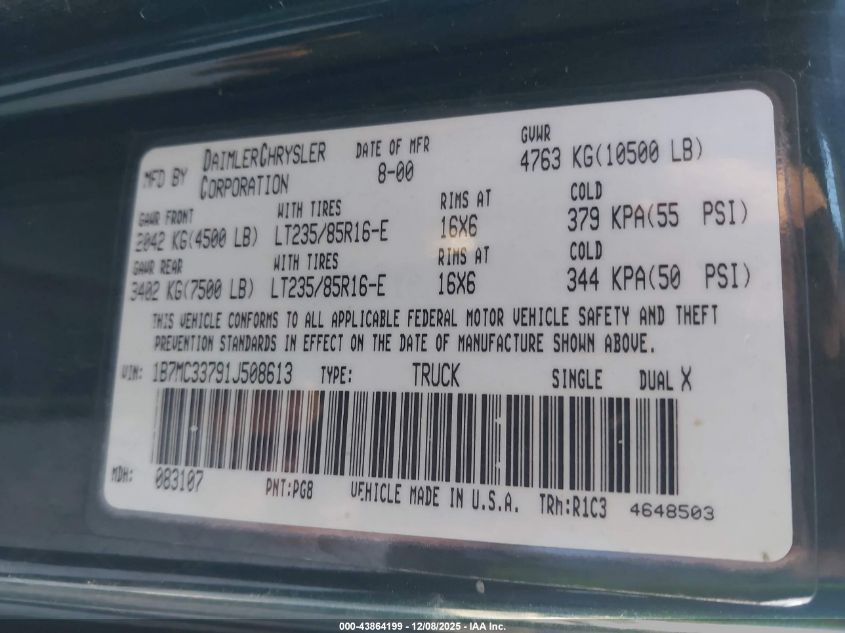 MFD BY DAIMLERCHRYSLER CORPORATION
DATE OF MFR 8-00
GVWR 4763 KG(10500 LB)
GAWR FRONT WITH TIRES RIMS AT COLD
2042 KG(4500 LB) LT235/85R16-E 16X6 379 KPA(55 PSI)
GAWR REAR WITH TIRES RIMS AT COLD
3402 KG(7500 LB) LT235/85R16-E 16X6 344 KPA(50 PSI)
THIS VEHICLE CONFORMS TO ALL APPLICABLE FEDERAL MOTOR VEHICLE SAFETY AND THEFT
PREVENTION STANDARDS IN EFFECT ON THE DATE OF MANUFACTURE SHOWN ABOVE.
VIN: 1B7MC33791J508613 TYPE: TRUCK SINGLE DUAL X
MDH: 083107 PNT:PG8 VEHICLE MADE IN U.S.A. TRh:R1C3 4648503
000-43864199 - 12/08/2025 - IAA Inc.